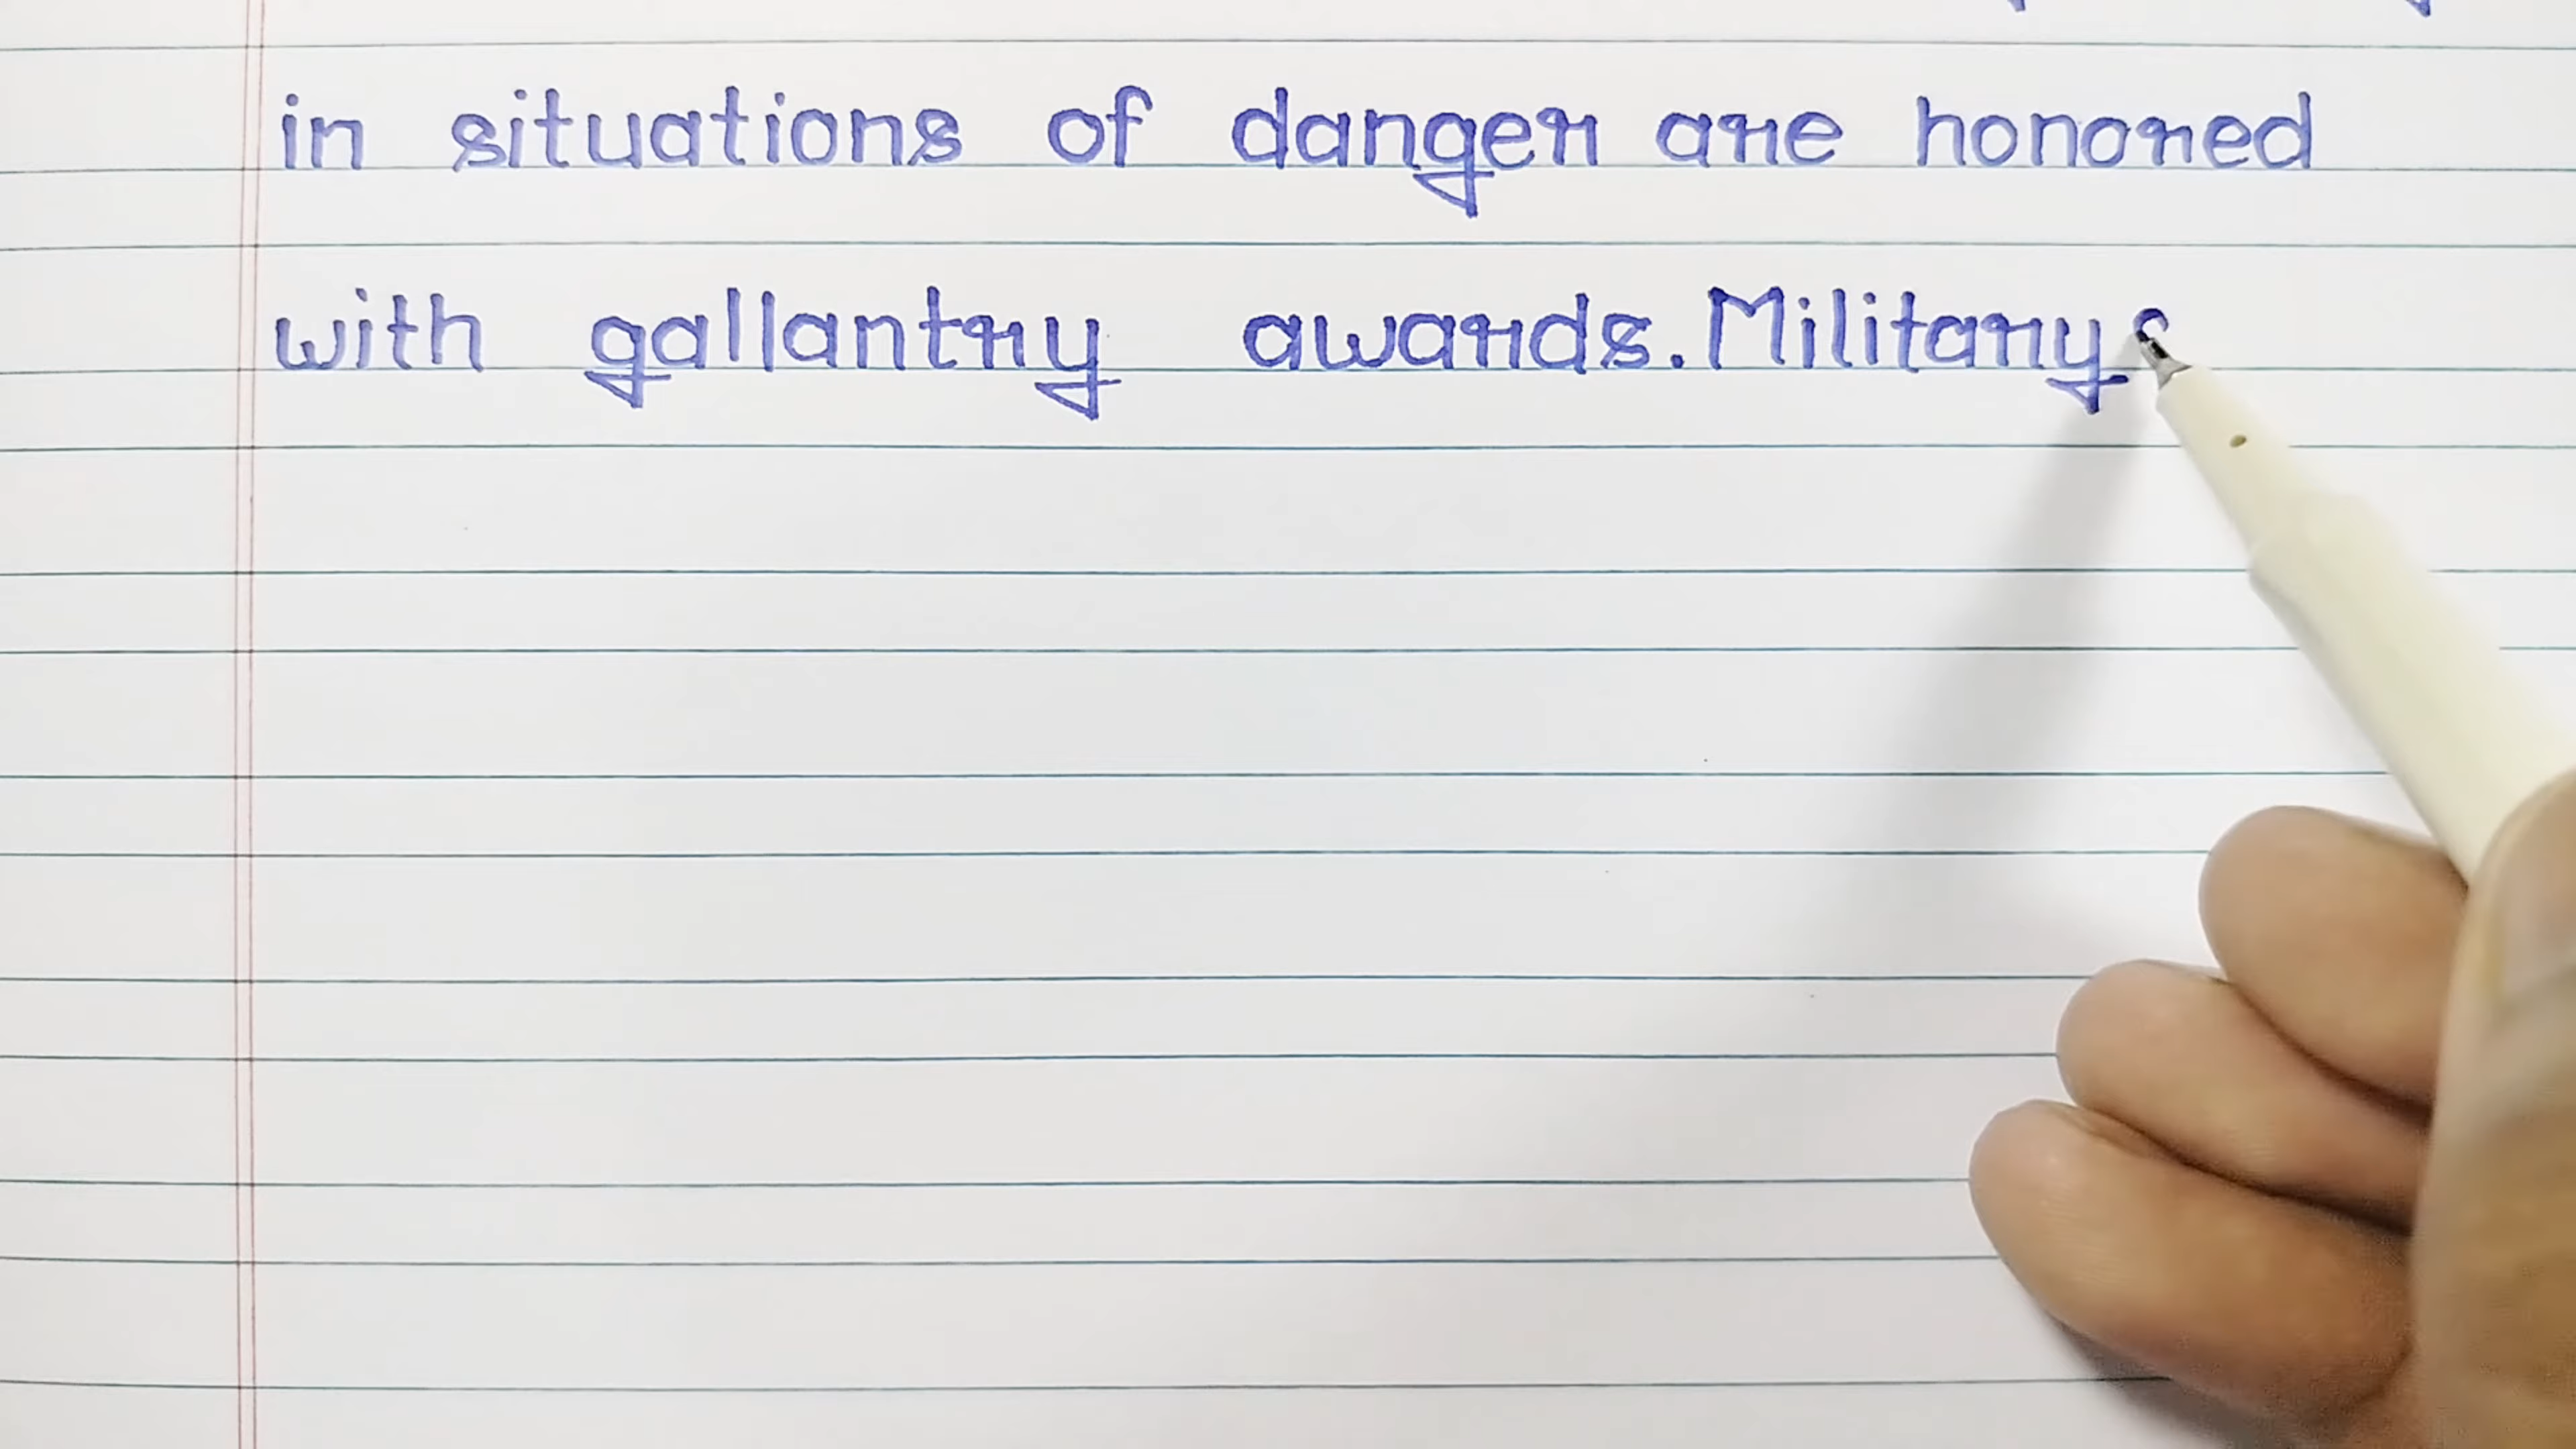 in situations of danger are honored
with gallantry awards. Military